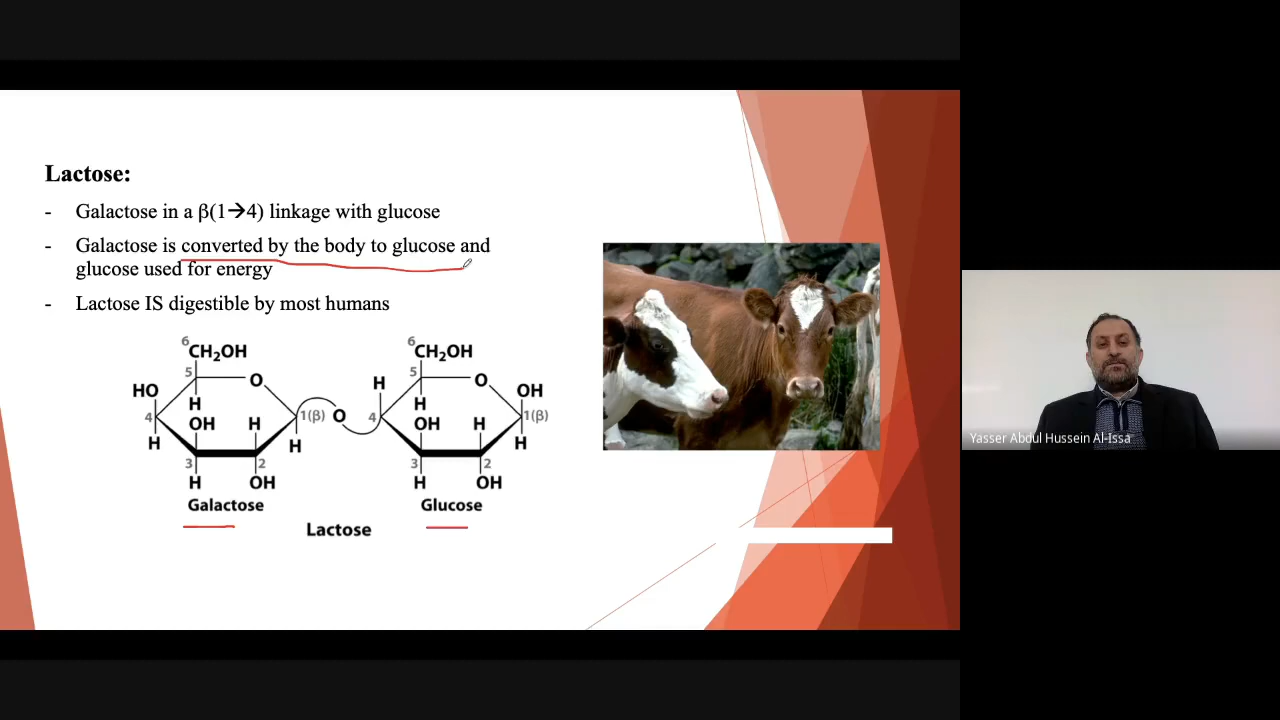 Lactose:
- Galactose in a β(1→4) linkage with glucose
- Galactose is converted by the body to glucose and
glucose used for energy
- Lactose IS digestible by most humans
6 CH2OH 6 CH2OH
5 O 5 O
HO H H OH
4 OH H 1(β) O 4 OH H 1(β)
H H H
3 2 3 2
H OH H OH
Galactose Glucose
Lactose
Yasser Abdul Hussein Al-Issa